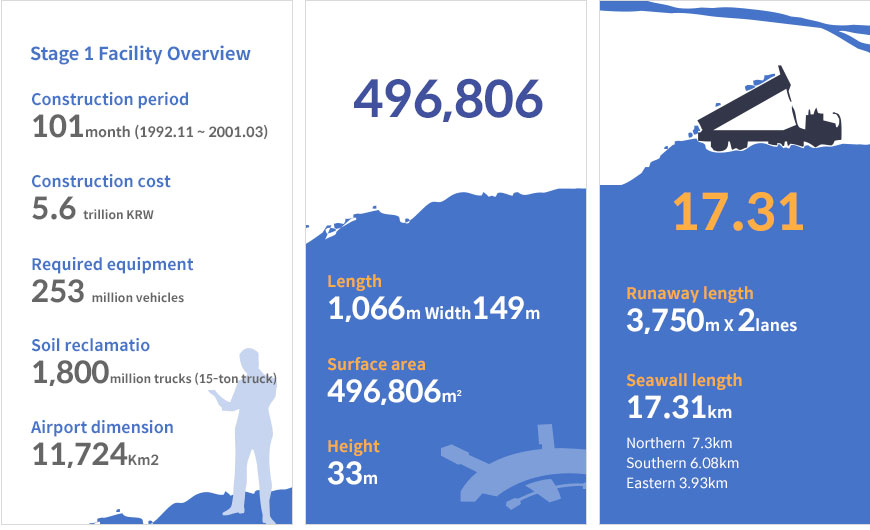 Stage 1 Facility Overview
Construction period
101month (1992.11 ~ 2001.03)
Construction cost
5.6 trillion KRW
Required equipment
253 million vehicles
Soil reclamatio
1,800million trucks (15-ton truck)
Airport dimension
11,724Km2
496,806
Length
1,066m Width149m
Surface area
496,806m²
Height
33m
17.31
Runaway length
3,750m X 2lanes
Seawall length
17.31km
Northern 7.3km
Southern 6.08km
Eastern 3.93km